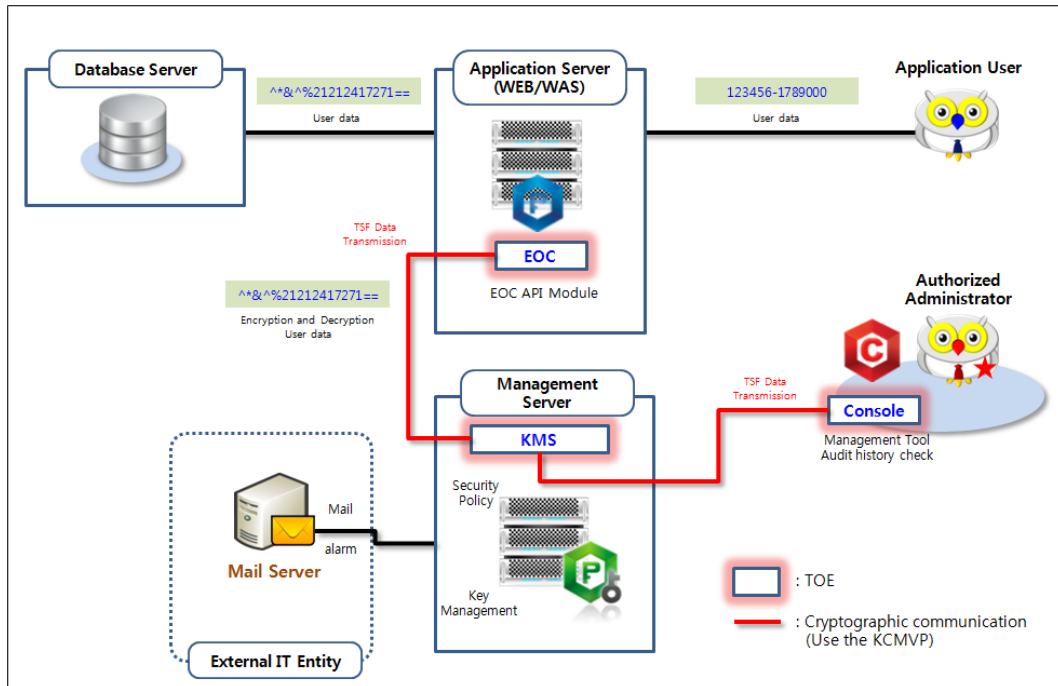 Database Server
^*&^%21212417271==
User data
Application Server
(WEB/WAS)
123456-1789000
User data
Application User
TSF Data
Transmission
EOC
EOC API Module
^*&^%21212417271==
Encryption and Decryption
User data
Authorized
Administrator
C
TSF Data
Transmission
Console
Management Tool
Audit history check
Management
Server
KMS
Security
Policy
Key
Management
P
Mail
alarm
Mail Server
External IT Entity
: TOE
: Cryptographic communication
(Use the KCMVP)